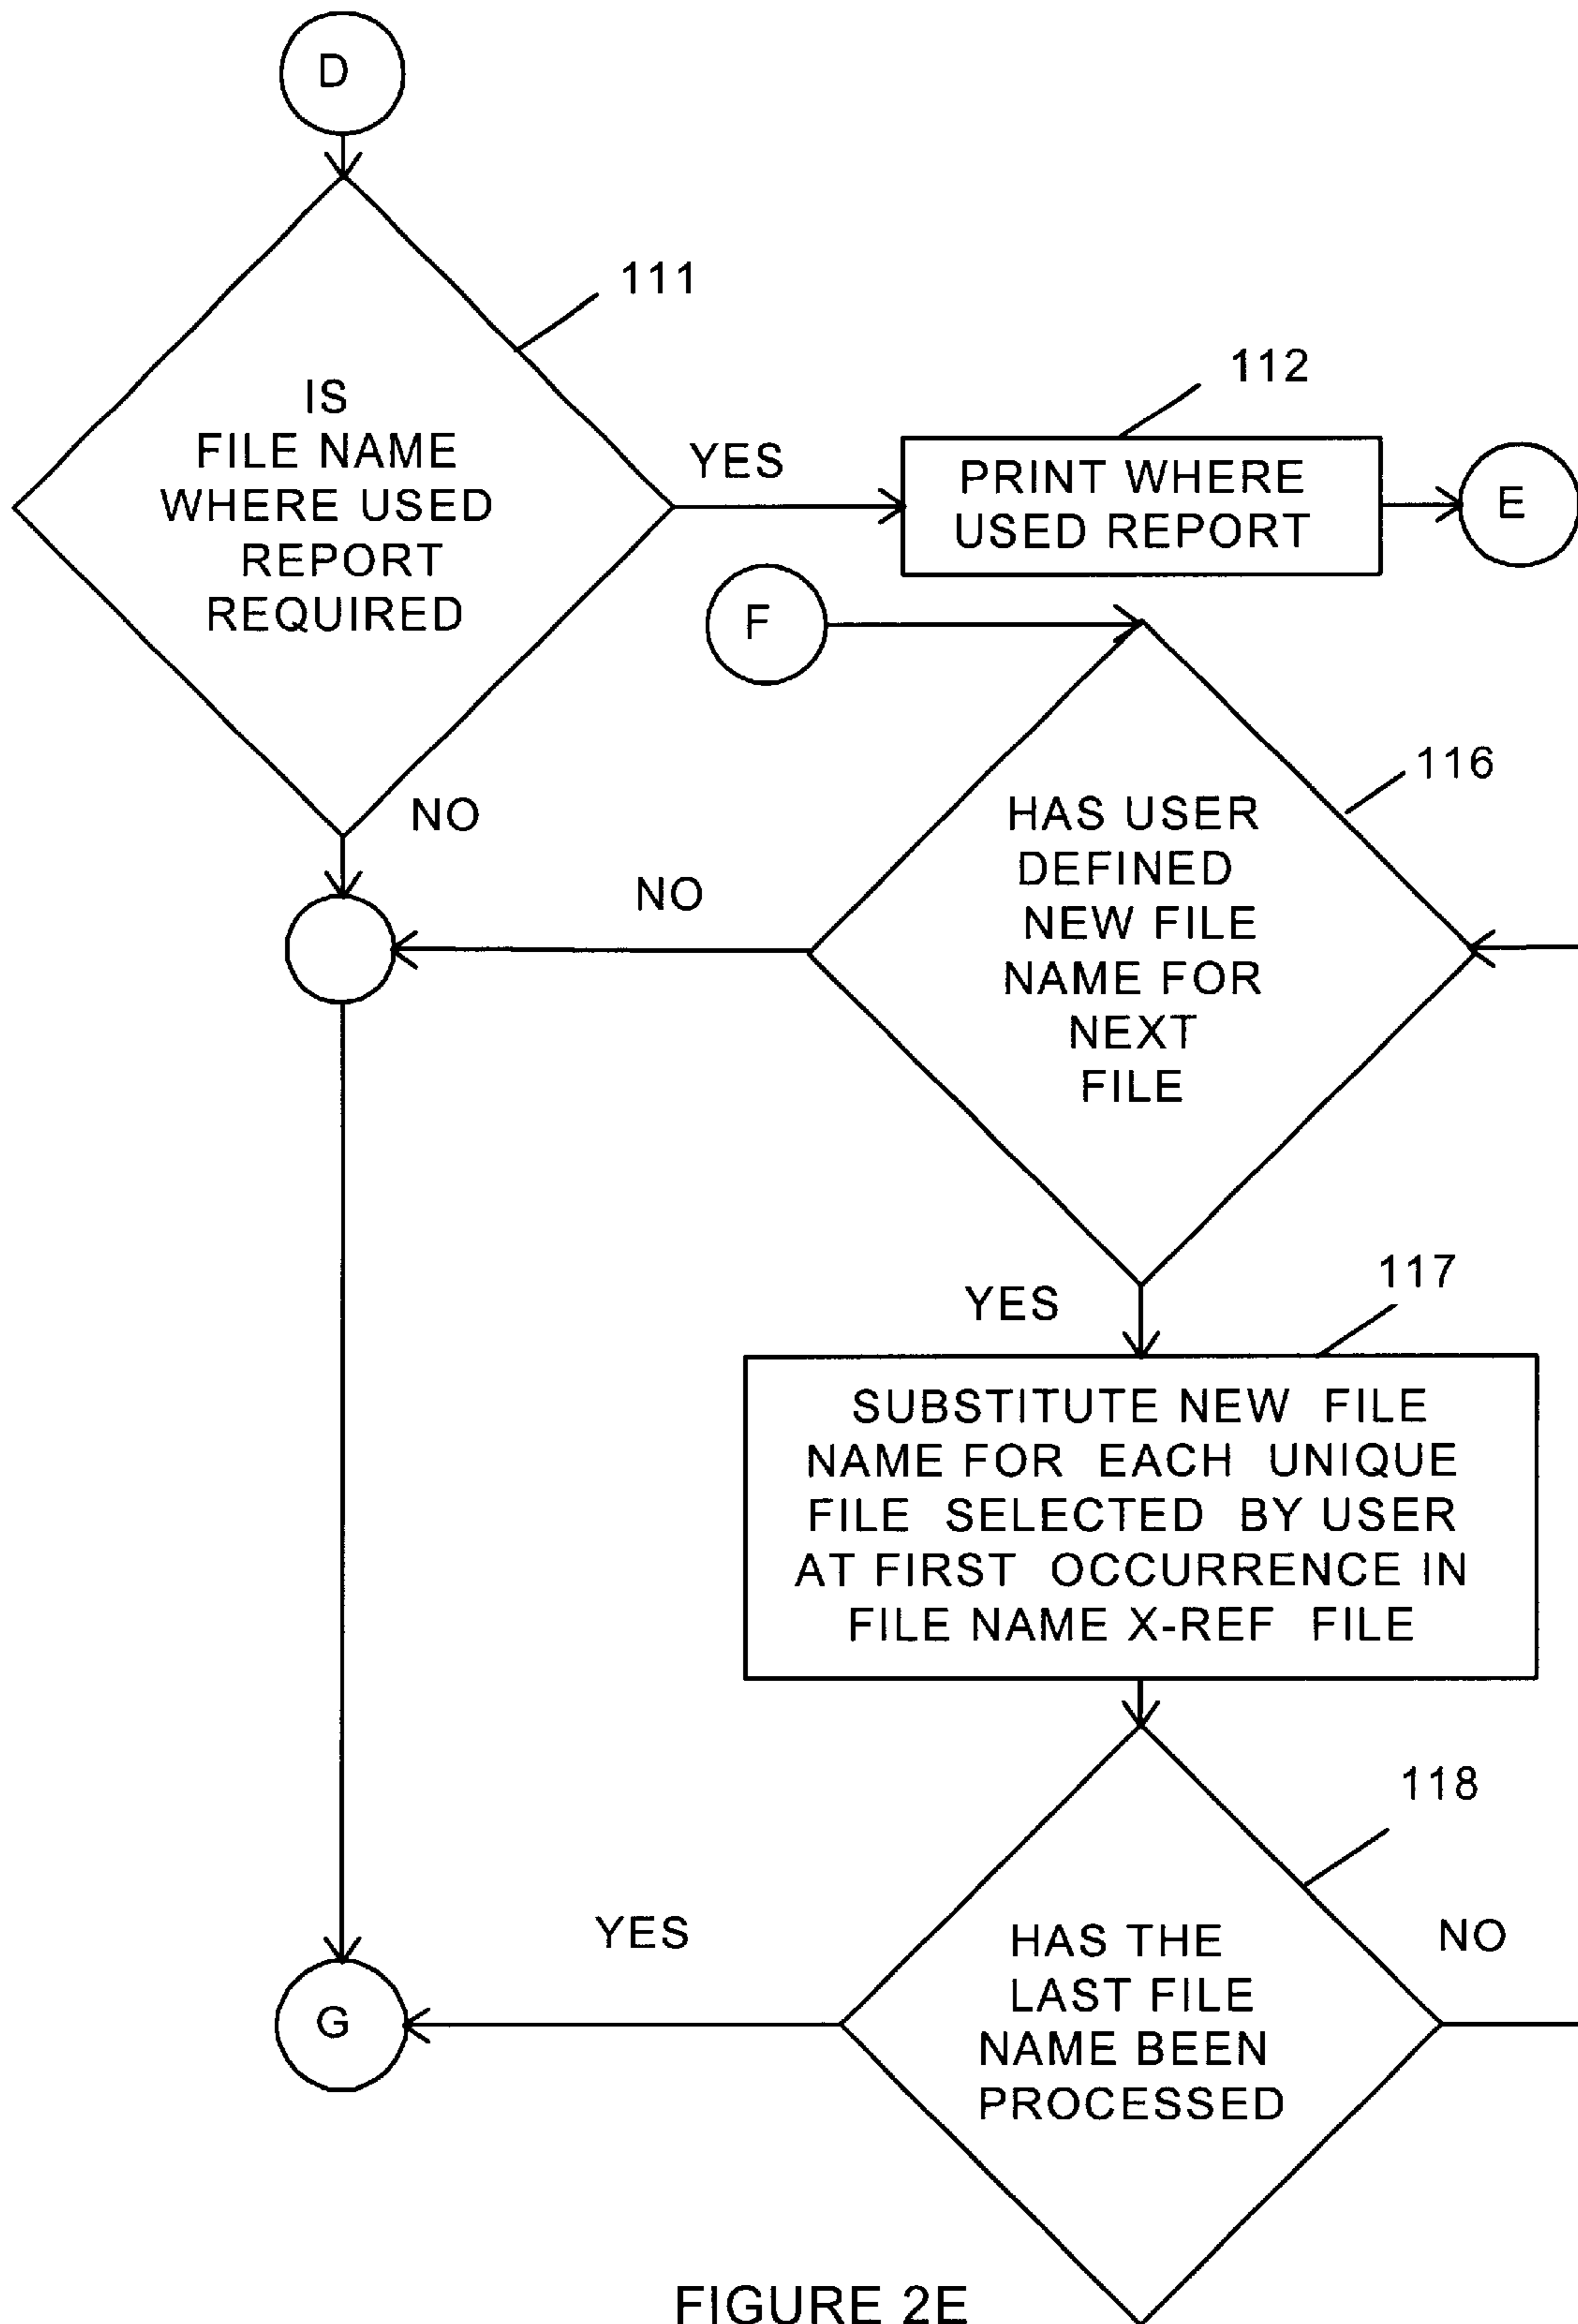 D
111
IS
FILE NAME
WHERE USED
REPORT
REQUIRED
YES
112
PRINT WHERE
USED REPORT
E
F
NO
116
HAS USER
DEFINED
NEW FILE
NAME FOR
NEXT
FILE
NO
YES
117
SUBSTITUTE NEW FILE
NAME FOR EACH UNIQUE
FILE SELECTED BY USER
AT FIRST OCCURRENCE IN
FILE NAME X-REF FILE
118
HAS THE
LAST FILE
NAME BEEN
PROCESSED
YES
NO
G
FIGURE 2E